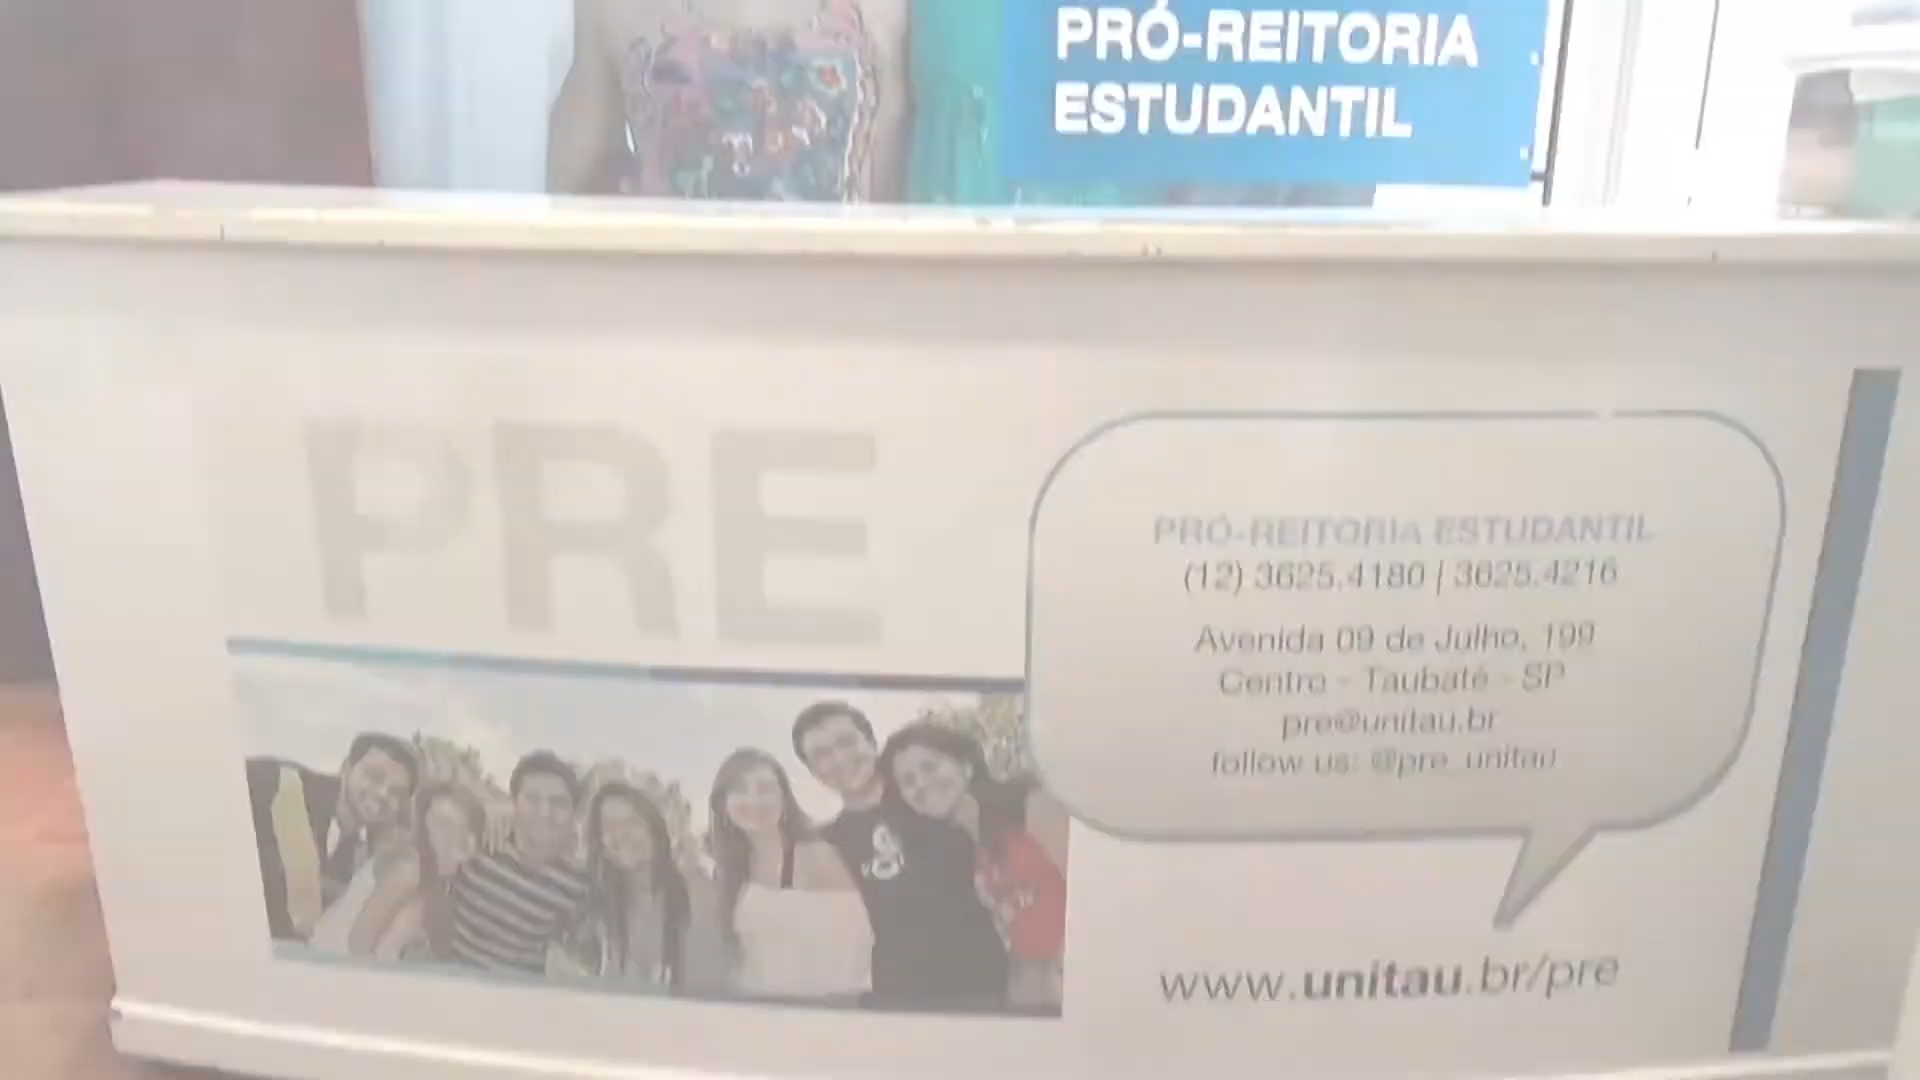 PRÓ-REITORIA
ESTUDANTIL
PRE
PRÓ-REITORIA ESTUDANTIL
(12) 3625.4180 | 3625.4216
Avenida 09 de Julho, 199
Centro - Taubaté - SP
pre@unitau.br
follow us: @pre_unitau
www.unitau.br/pre